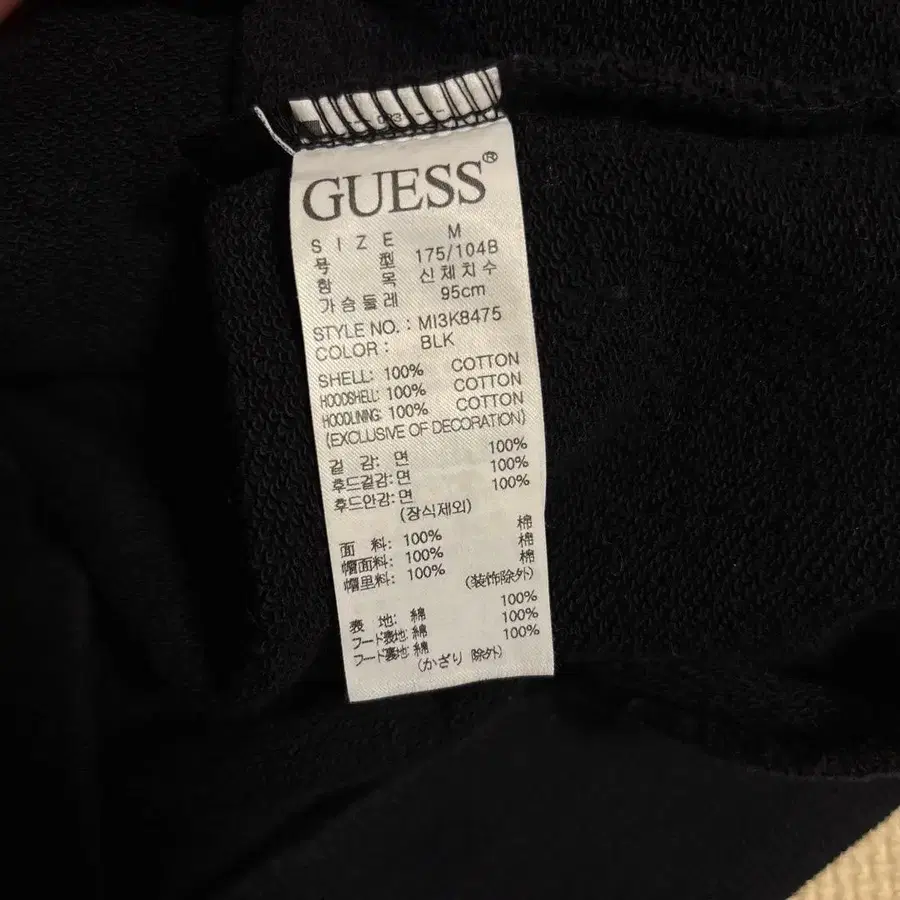 GUESS®
SIZE M
号 型 175/104B
항 목 신체치수
가슴둘레 95cm
STYLE NO. : MI3K8475
COLOR : BLK
SHELL: 100% COTTON
HOODSHELL: 100% COTTON
HOODLINING: 100% COTTON
(EXCLUSIVE OF DECORATION)
겉 감: 면 100%
후드겉감: 면 100%
후드안감: 면 100%
(장식제외)
面 料: 100% 棉
帽面料: 100% 棉
帽里料: 100% 棉
(装饰除外)
表 地: 綿 100%
フード表地: 綿 100%
フード裏地: 綿 100%
(かざり 除外)